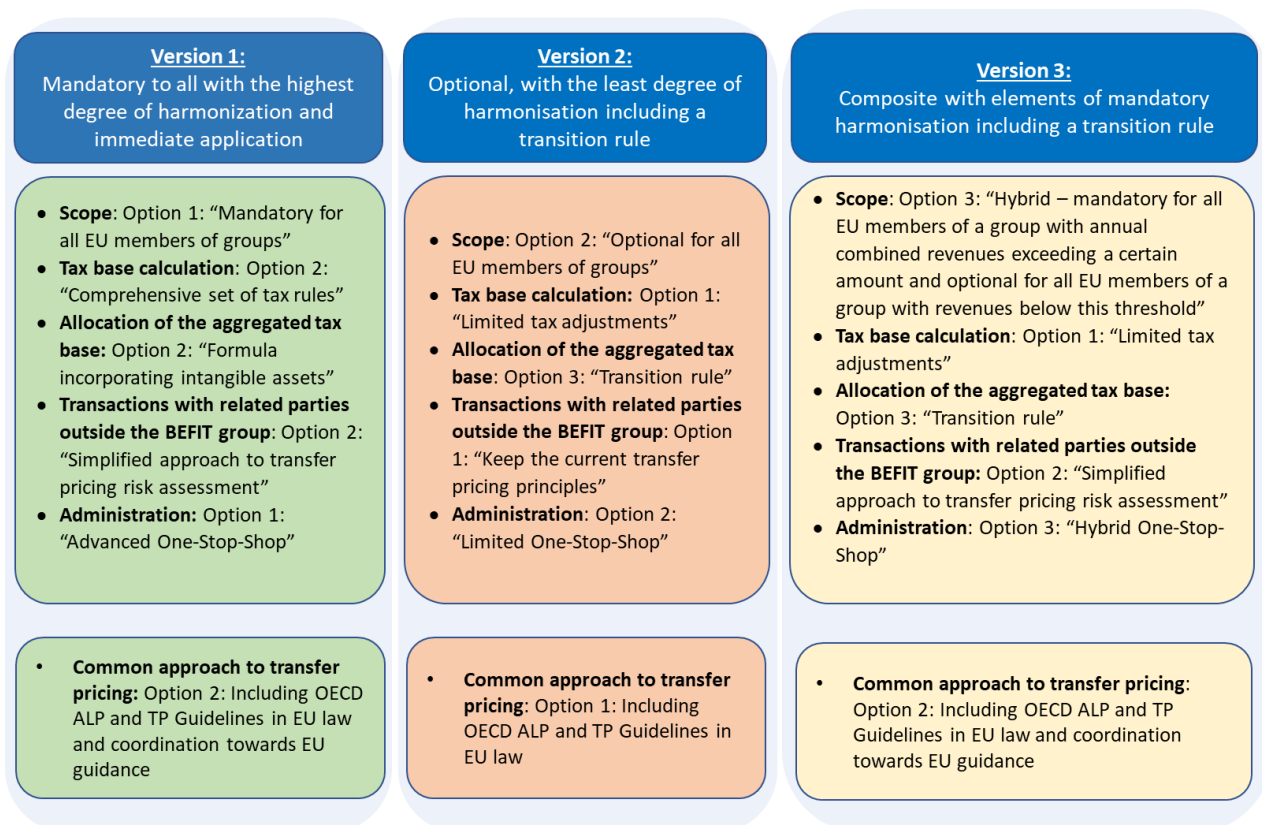 Version 1:
Mandatory to all with the highest
degree of harmonization and
immediate application
● Scope: Option 1: “Mandatory for
all EU members of groups”
● Tax base calculation: Option 2:
“Comprehensive set of tax rules”
● Allocation of the aggregated tax
base: Option 2: “Formula
incorporating intangible assets”
● Transactions with related parties
outside the BEFIT group: Option 2:
“Simplified approach to transfer
pricing risk assessment”
● Administration: Option 1:
“Advanced One-Stop-Shop”
• Common approach to transfer
pricing: Option 2: Including OECD
ALP and TP Guidelines in EU law
and coordination towards EU
guidance
Version 2:
Optional, with the least degree of
harmonisation including a
transition rule
● Scope: Option 2: “Optional for all
EU members of groups”
● Tax base calculation: Option 1:
“Limited tax adjustments”
● Allocation of the aggregated tax
base: Option 3: “Transition rule”
● Transactions with related parties
outside the BEFIT group: Option
1: “Keep the current transfer
pricing principles”
● Administration: Option 2:
“Limited One-Stop-Shop”
• Common approach to transfer
pricing: Option 1: Including
OECD ALP and TP Guidelines in
EU law
Version 3:
Composite with elements of mandatory
harmonisation including a transition rule
● Scope: Option 3: “Hybrid – mandatory for all
EU members of a group with annual
combined revenues exceeding a certain
amount and optional for all EU members of a
group with revenues below this threshold”
● Tax base calculation: Option 1: “Limited tax
adjustments”
● Allocation of the aggregated tax base:
Option 3: “Transition rule”
● Transactions with related parties outside
the BEFIT group: Option 2: “Simplified
approach to transfer pricing risk assessment”
● Administration: Option 3: “Hybrid One-Stop-
Shop”
• Common approach to transfer pricing:
Option 2: Including OECD ALP and TP
Guidelines in EU law and coordination
towards EU guidance